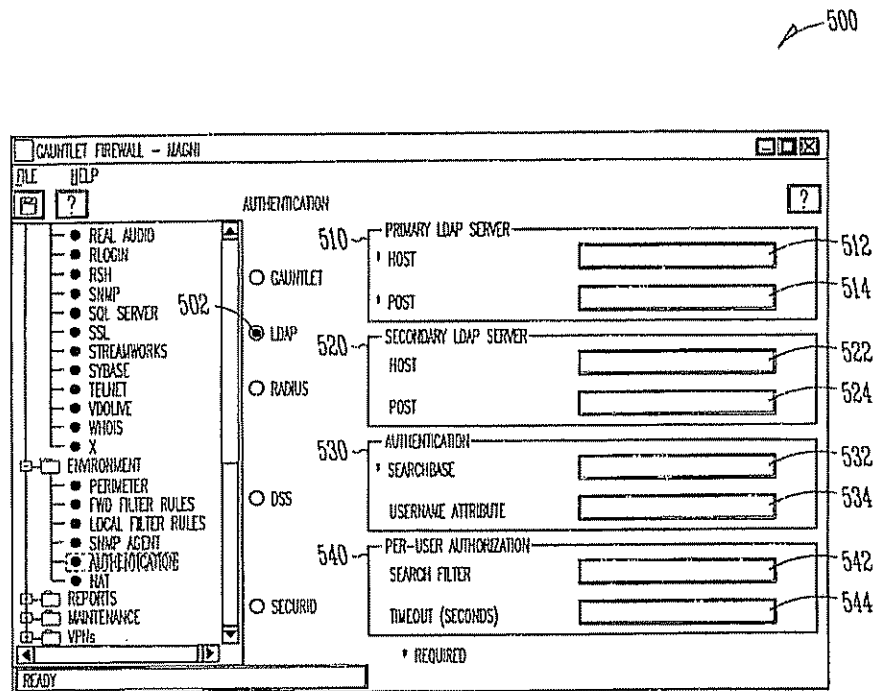 500
GAUNTLET FIREWALL - MAGNI
FILE HELP
?
AUTHENTICATION
?
REAL AUDIO
RLOGIN
RSH
SNMP
SQL SERVER
SSL
STREAMWORKS
SYBASE
TELNET
VDOLIVE
WHOIS
X
ENVIRONMENT
PERIMETER
FWD FILTER RULES
LOCAL FILTER RULES
SNMP AGENT
AUTHENTICATION
NAT
REPORTS
MAINTENANCE
VPNs
502
GAUNTLET
LDAP
RADIUS
DSS
SECURID
510 PRIMARY LDAP SERVER
* HOST 512
* POST 514
520 SECONDARY LDAP SERVER
HOST 522
POST 524
530 AUTHENTICATION
* SEARCHBASE 532
USERNAME ATTRIBUTE 534
540 PER-USER AUTHORIZATION
SEARCH FILTER 542
TIMEOUT (SECONDS) 544
* REQUIRED
READY